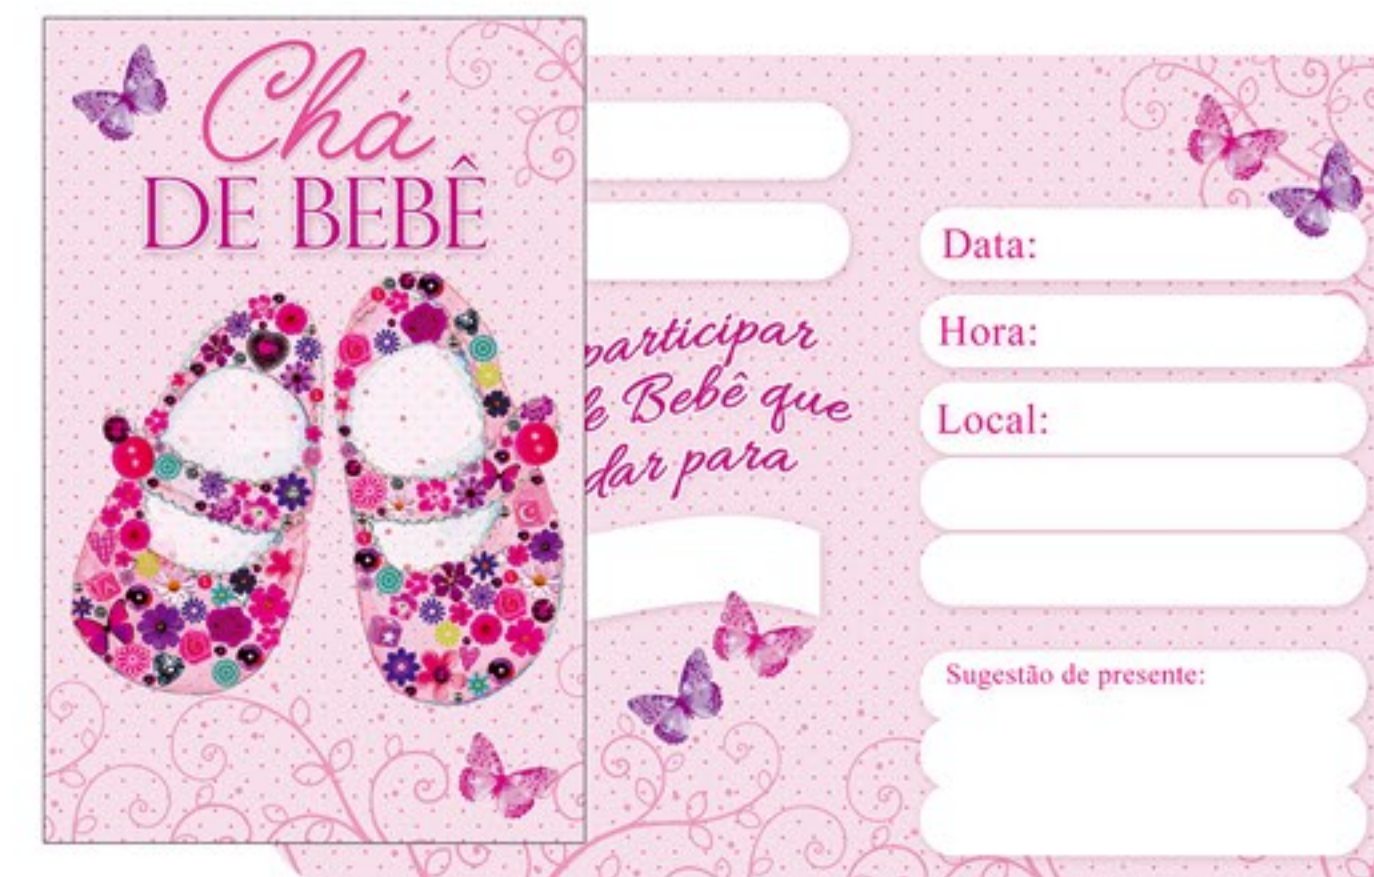 Chá
DE BEBÊ
participar
Bebê que
dar para
Data:
Hora:
Local:
Sugestão de presente: